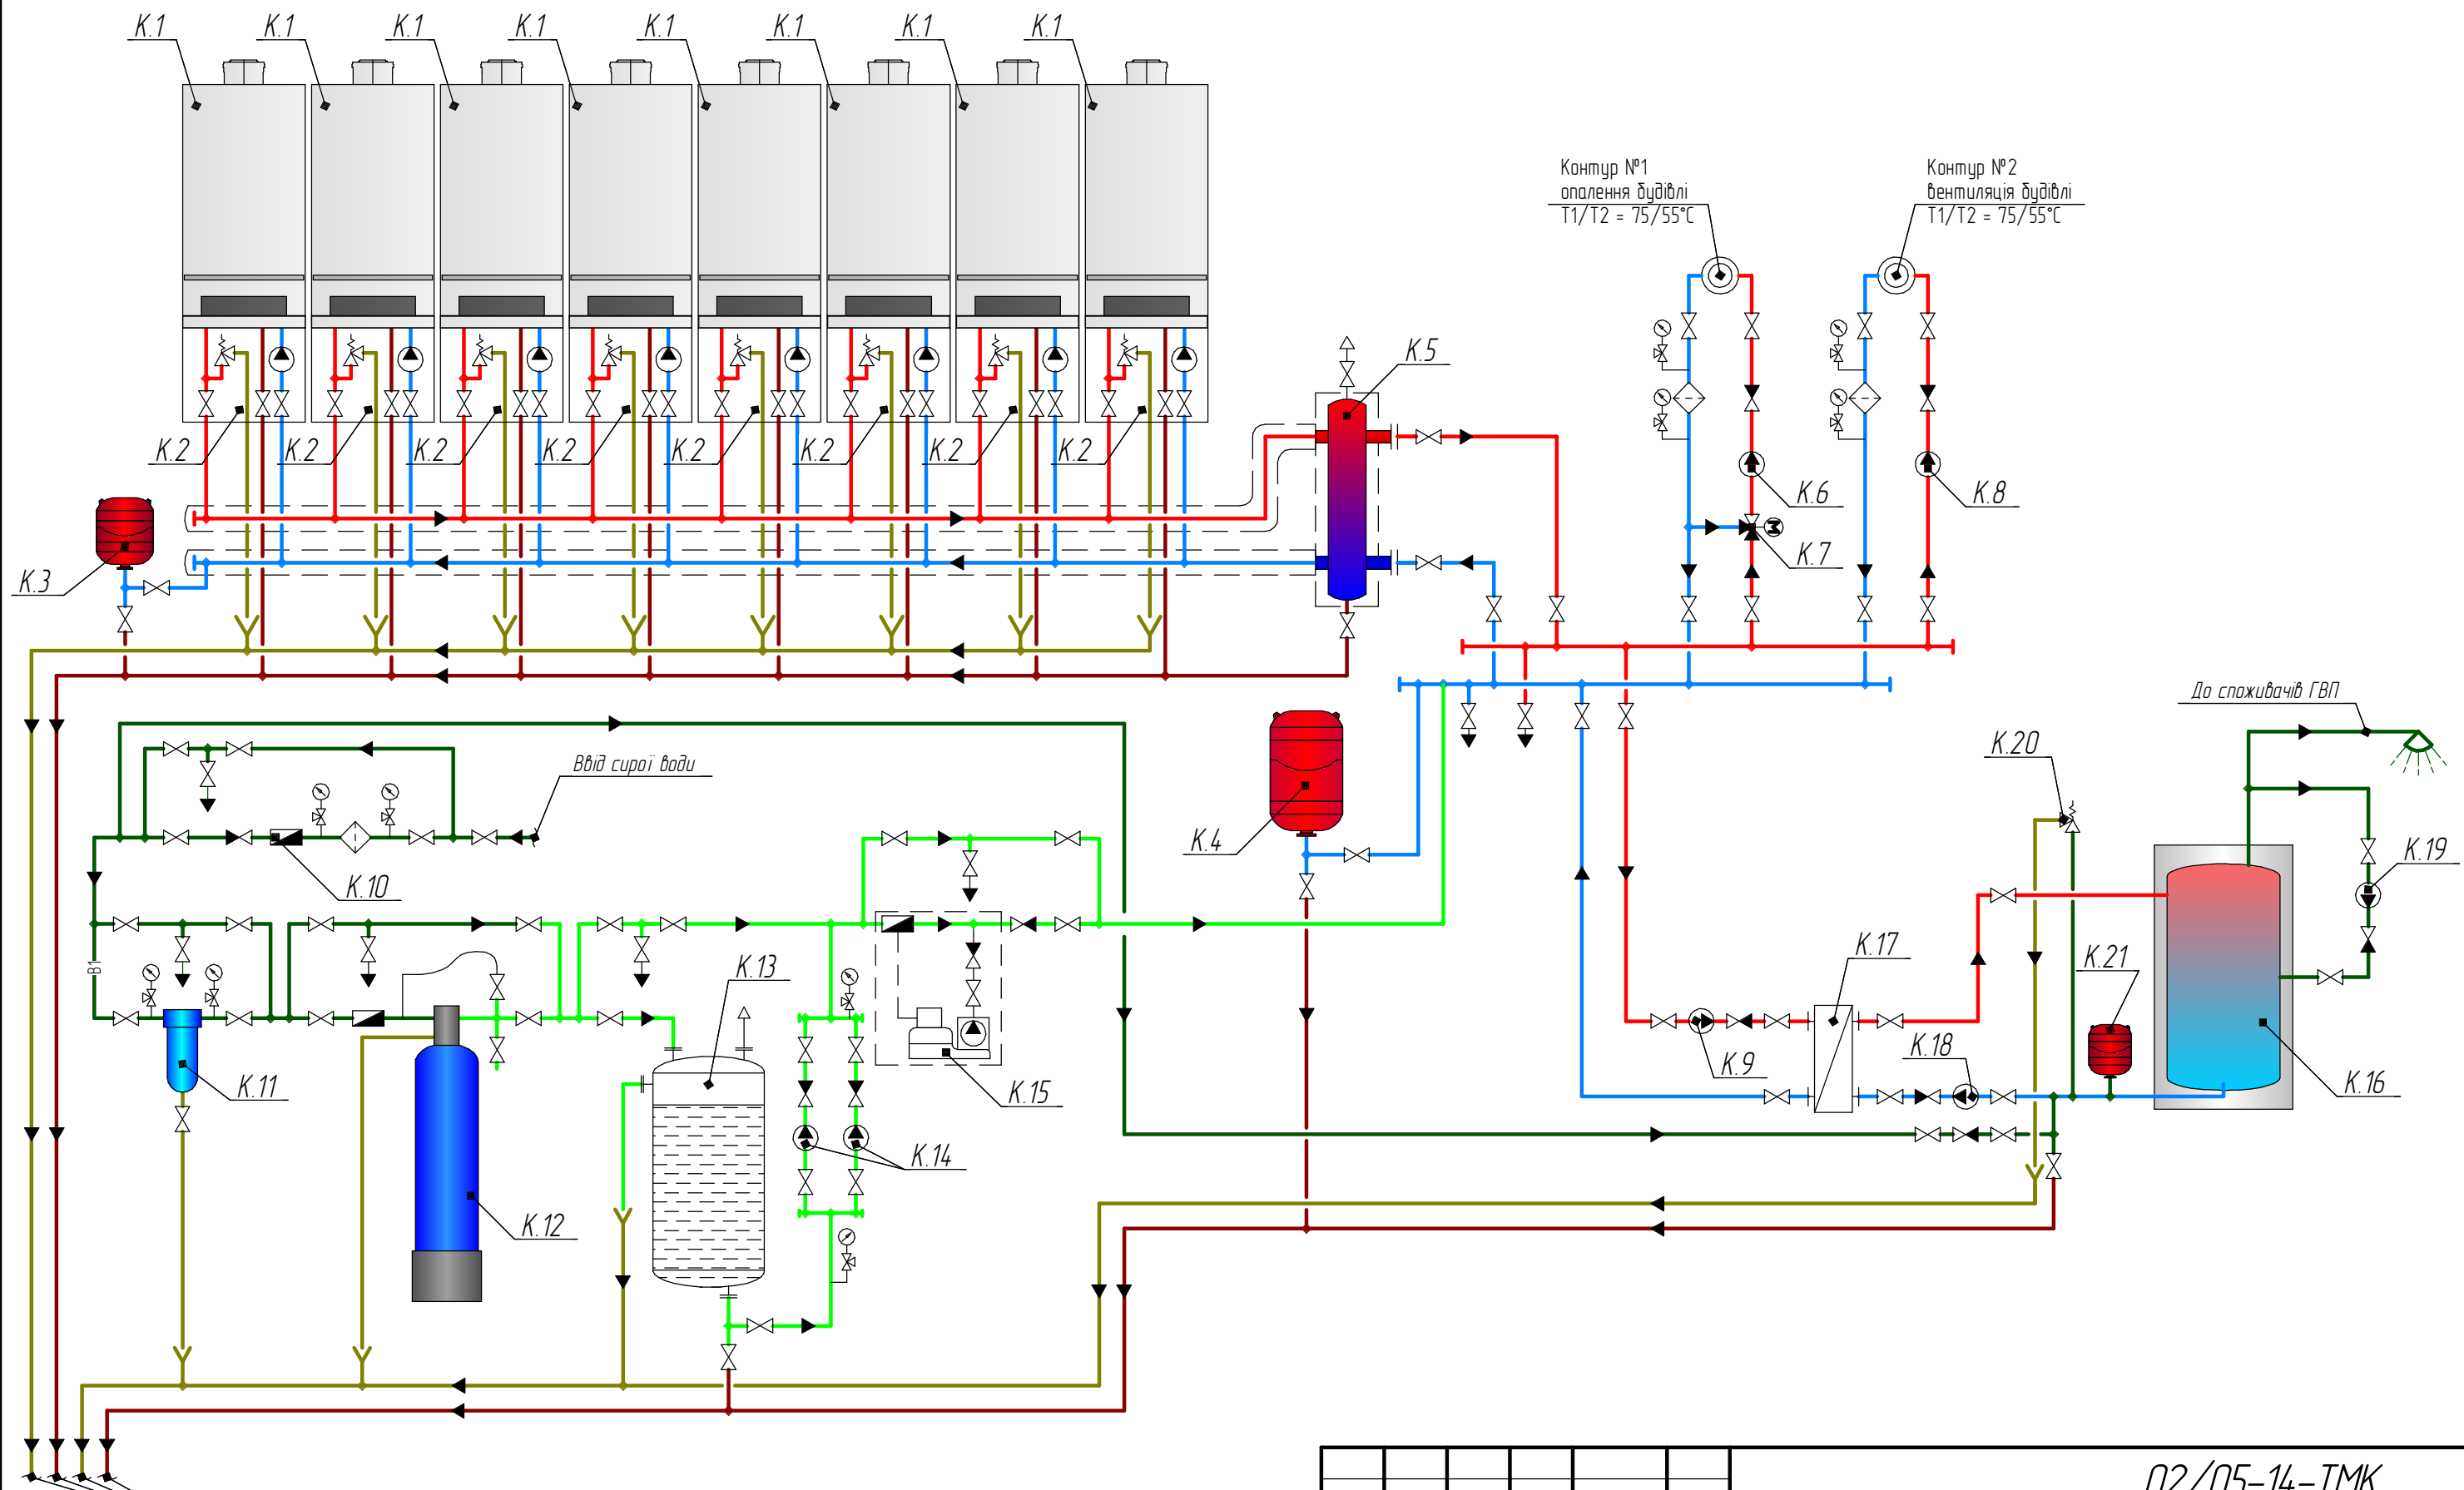 К.1 К.1 К.1 К.1 К.1 К.1 К.1 К.1
Контур №1
опалення будівлі
Т1/Т2 = 75/55°С
Контур №2
вентиляція будівлі
Т1/Т2 = 75/55°С
К.5
К.2 К.2 К.2 К.2 К.2 К.2 К.2 К.2
К.6
К.8
М
К.7
К.3
До споживачів ГВП
Ввід сирої води
К.20
К.4
К.19
К.10
К.17
К.21
К.13
В1
К.9
К.18
К.16
К.11
К.15
К.14
К.12
02/05-14-ТМК